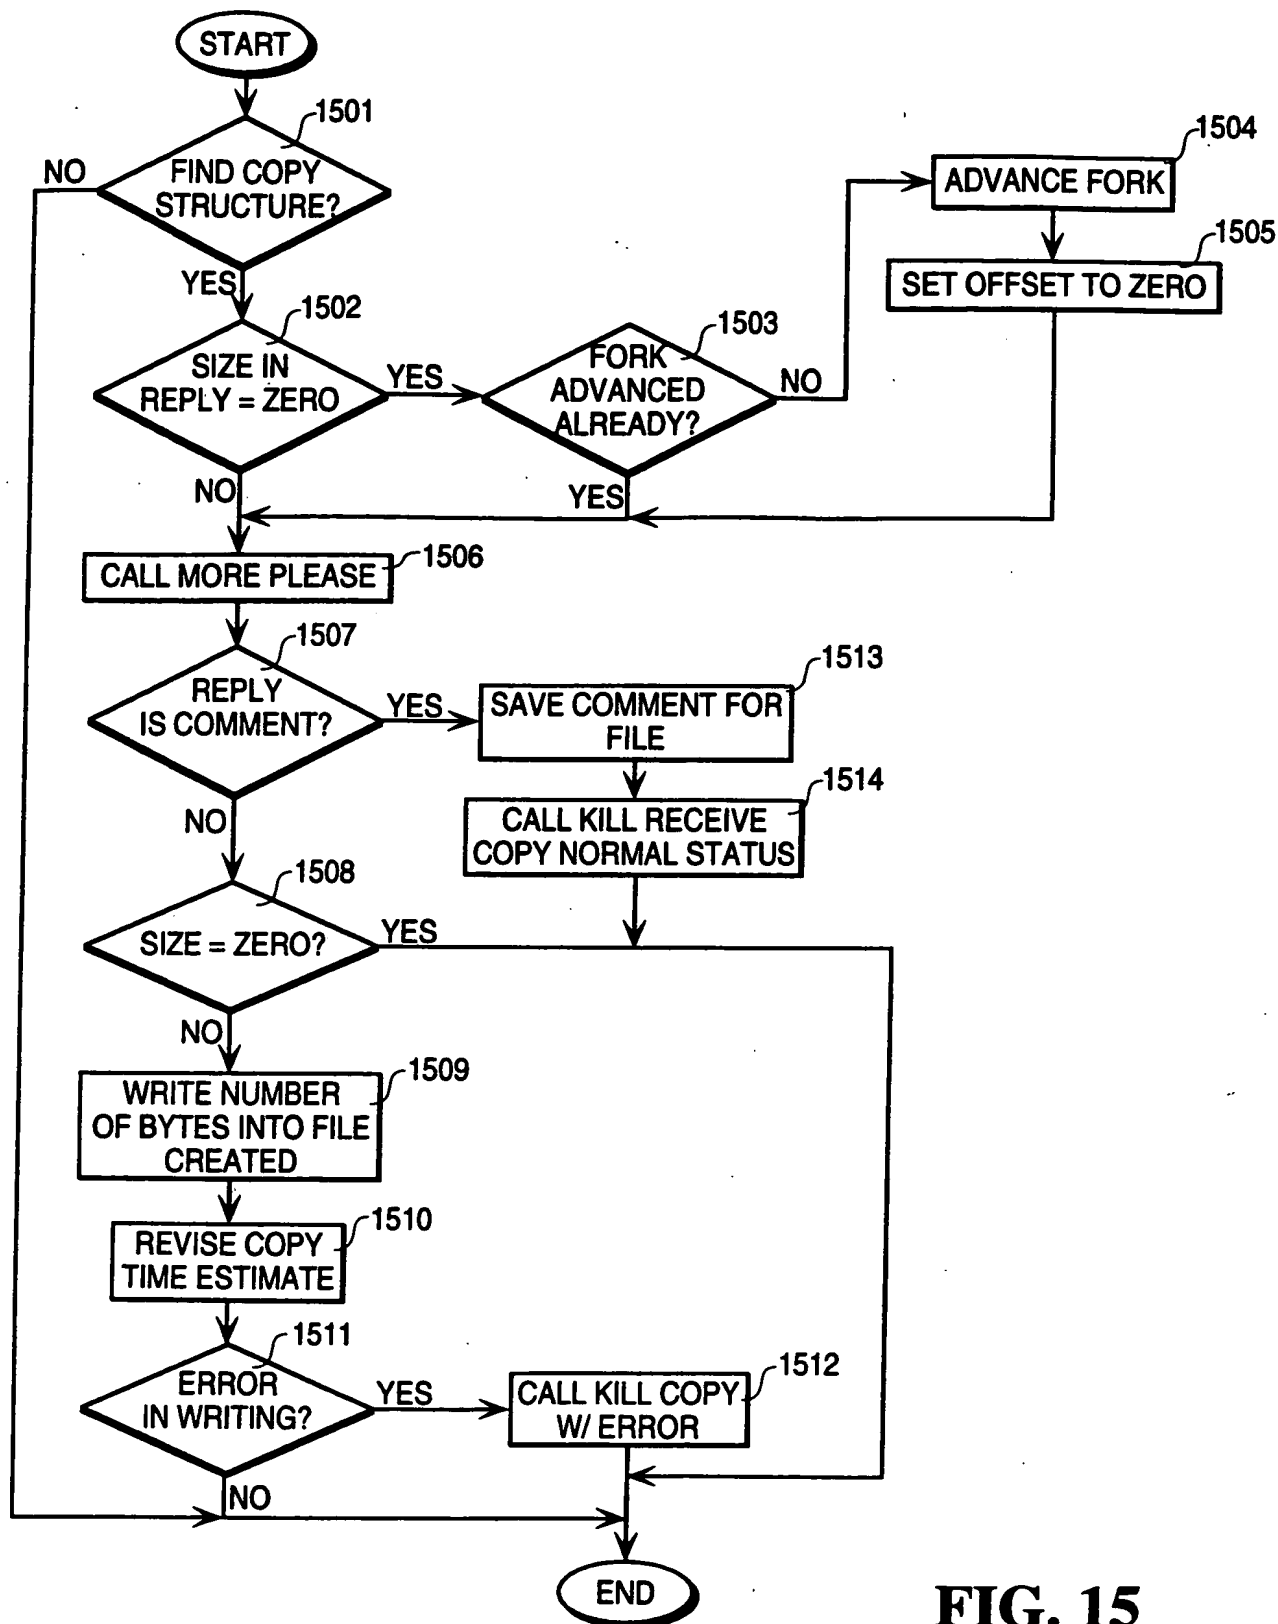 START
1501
NO
FIND COPY
STRUCTURE?
YES
1502
SIZE IN
REPLY = ZERO
YES
1503
FORK
ADVANCED
ALREADY?
NO
1504
ADVANCE FORK
1505
SET OFFSET TO ZERO
NO
YES
1506
CALL MORE PLEASE
1507
REPLY
IS COMMENT?
YES
1513
SAVE COMMENT FOR
FILE
1514
CALL KILL RECEIVE
COPY NORMAL STATUS
NO
1508
SIZE = ZERO?
YES
NO
1509
WRITE NUMBER
OF BYTES INTO FILE
CREATED
1510
REVISE COPY
TIME ESTIMATE
1511
ERROR
IN WRITING?
YES
1512
CALL KILL COPY
W/ ERROR
NO
END
FIG. 15